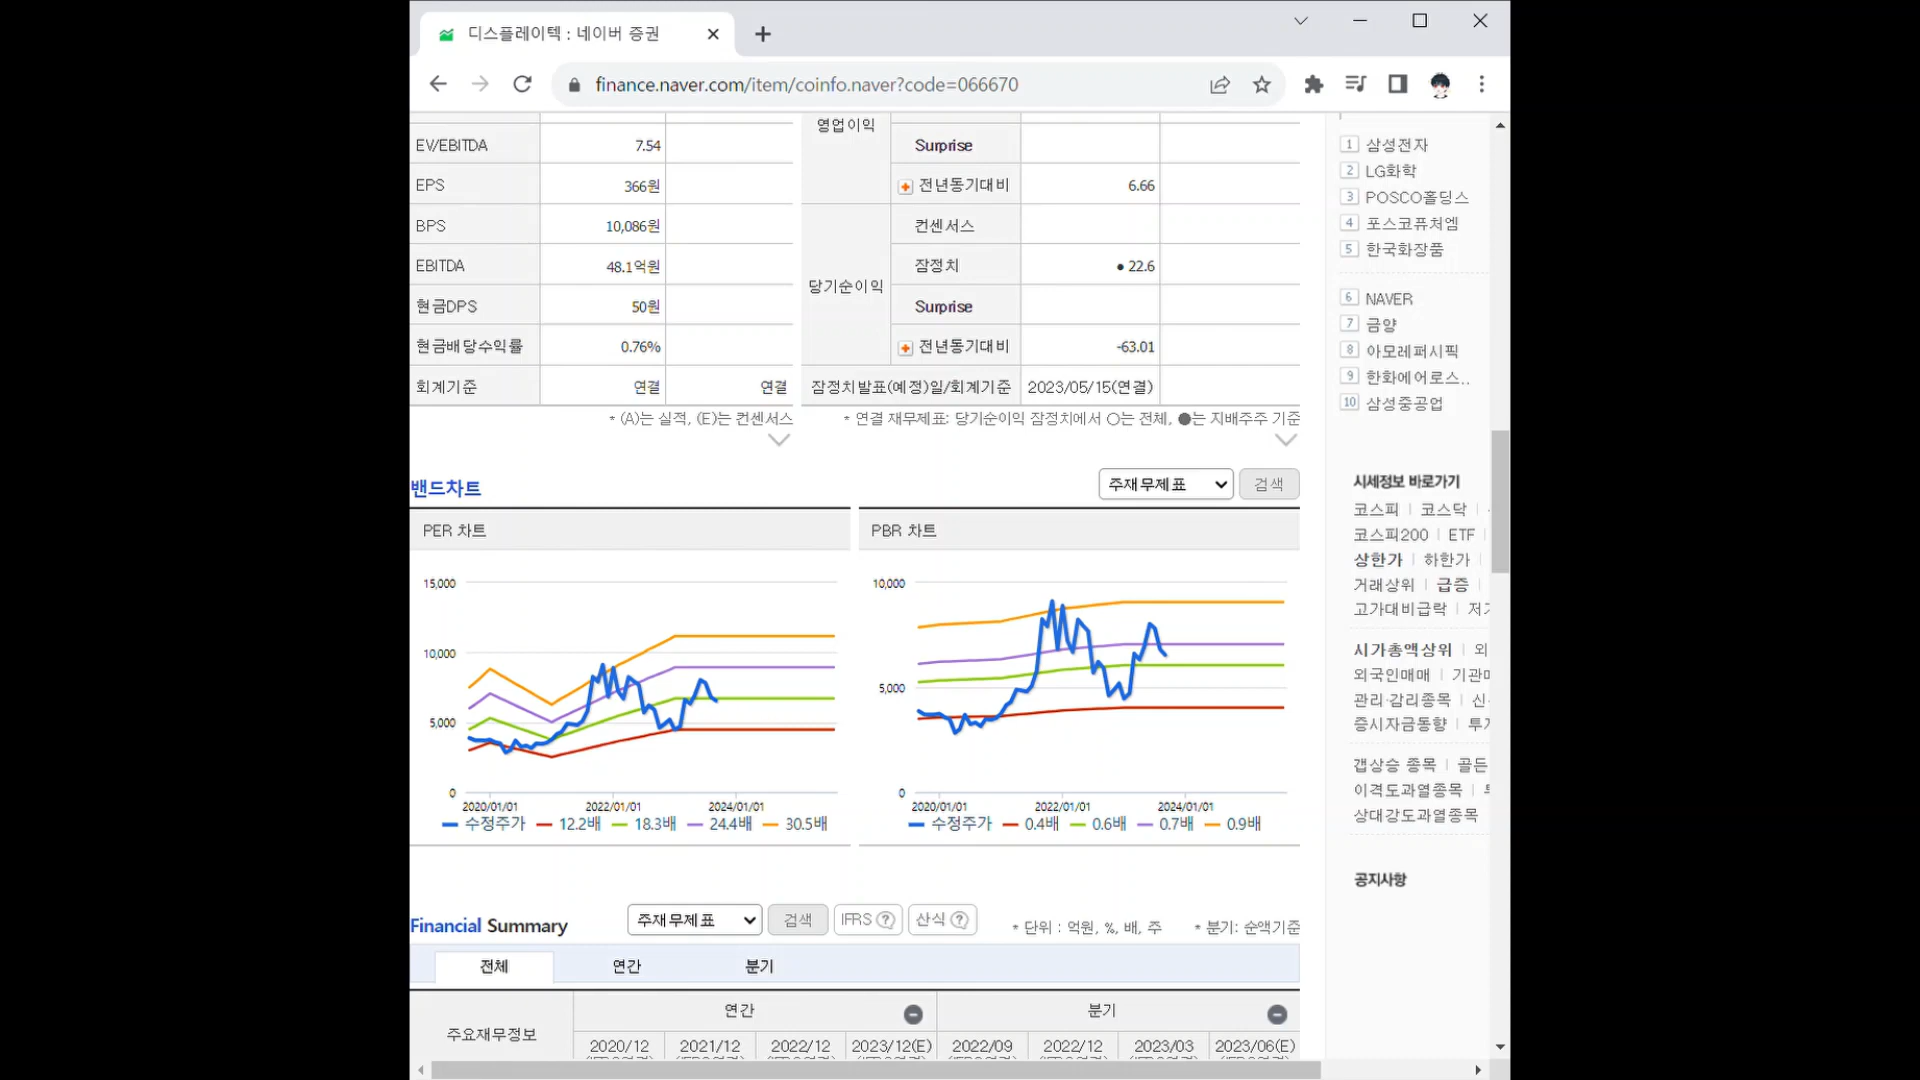 디스플레이텍 : 네이버 증권
finance.naver.com/item/coinfo.naver?code=066670
영업이익
EV/EBITDA 7.54 Surprise
EPS 366원 전년동기대비 6.66
BPS 10,086원 컨센서스
EBITDA 48.1억원 잠정치 ● 22.6
당기순이익
현금DPS 50원 Surprise
현금배당수익률 0.76% 전년동기대비 -63.01
회계기준 연결 연결 잠정치발표(예정)일/회계기준 2023/05/15(연결)
* (A)는 실적, (E)는 컨센서스 * 연결 재무제표: 당기순이익 잠정치에서 ○는 전체, ●는 지배주주 기준
밴드차트 주재무제표 검색
PER 차트 PBR 차트
15,000
10,000
5,000
0
2020/01/01 2022/01/01 2024/01/01
수정주가 12.2배 18.3배 24.4배 30.5배
10,000
5,000
0
2020/01/01 2022/01/01 2024/01/01
수정주가 0.4배 0.6배 0.7배 0.9배
Financial Summary 주재무제표 검색 IFRS ? 산식 ? * 단위 : 억원, %, 배, 주 * 분기: 순액기준
전체 연간 분기
주요재무정보 연간 분기
2020/12 2021/12 2022/12 2023/12(E) 2022/09 2022/12 2023/03 2023/06(E)
1 삼성전자
2 LG화학
3 POSCO홀딩스
4 포스코퓨처엠
5 한국화장품
6 NAVER
7 금양
8 아모레퍼시픽
9 한화에어로스..
10 삼성중공업
시세정보 바로가기
코스피 코스닥
코스피200 ETF
상한가 하한가
거래상위 급증
고가대비급락
시가총액상위 외
외국인매매
관리·감리종목 신
증시자금동향
갭상승 종목 골든
이격도과열종목
상대강도과열종목
공지사항